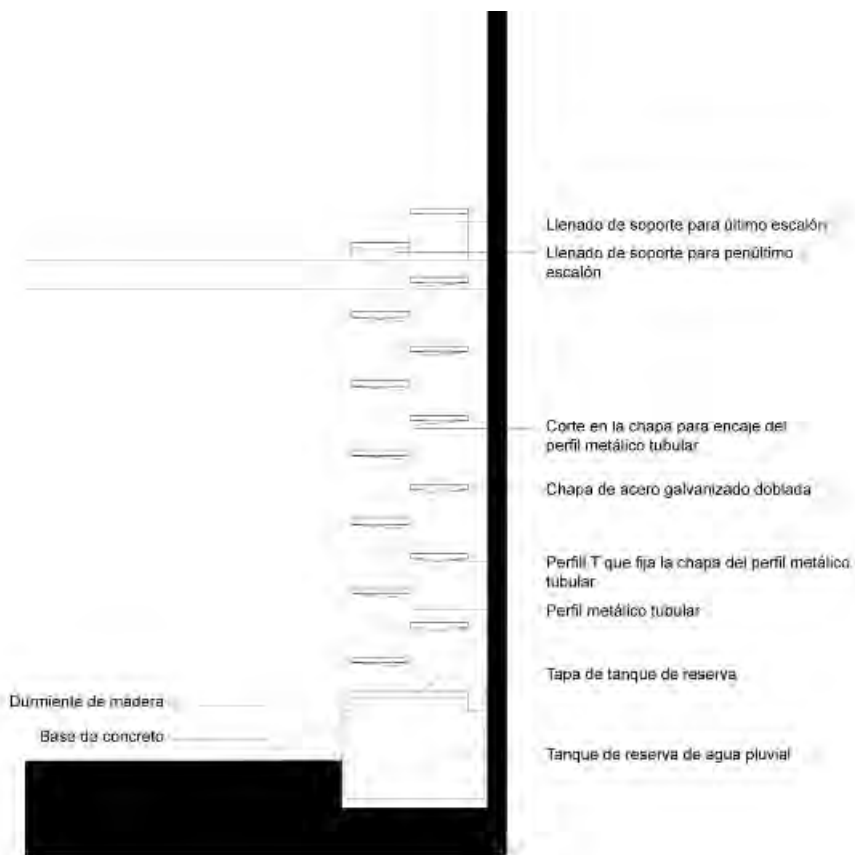 Llenado de soporte para último escalón
Llenado de soporte para penúltimo
escalón
Corte en la chapa para encaje del
perfil metálico tubular
Chapa de acero galvanizado doblada
Perfill T que fija la chapa del perfil metálico
tubular
Perfil metálico tubular
Tapa de tanque de reserva
Durmiente de madera
Base de concreto
Tanque de reserva de agua pluvial